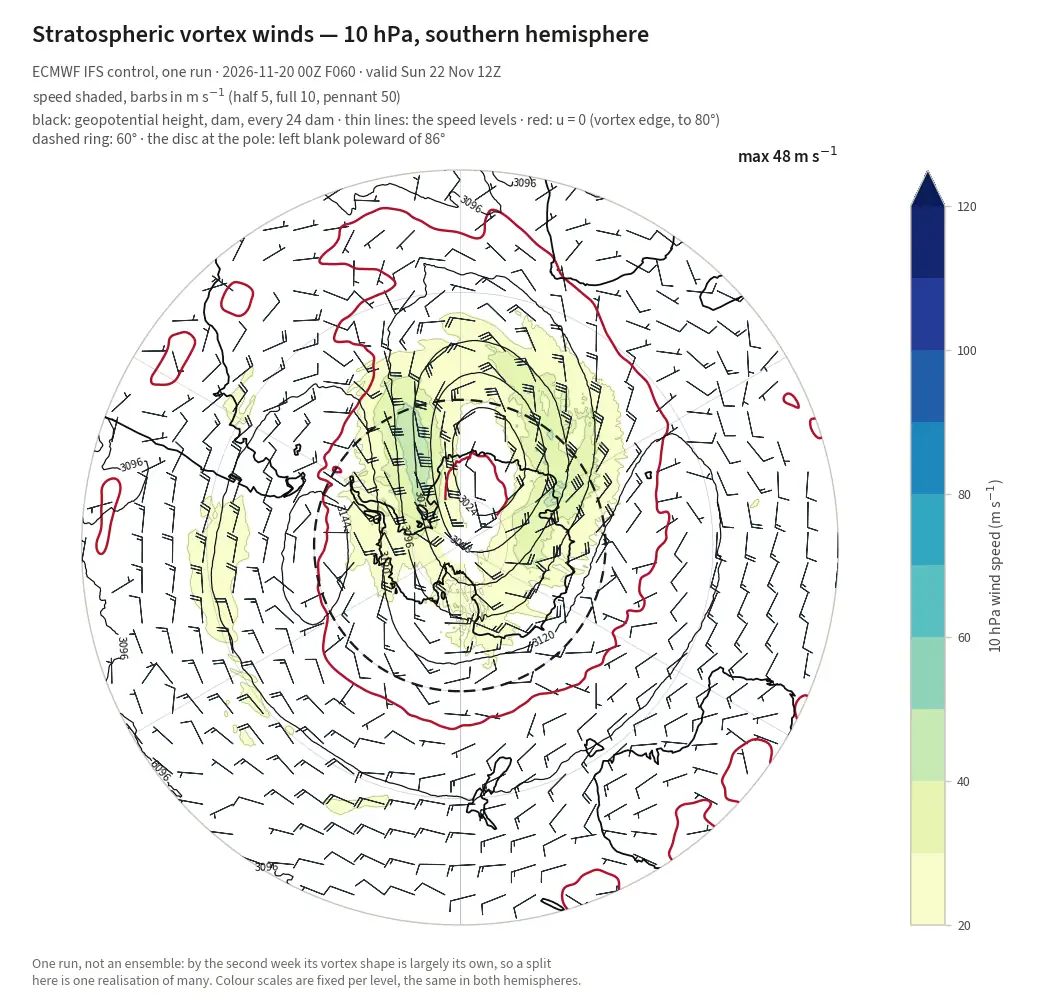 Stratospheric vortex winds — 10 hPa, southern hemisphere
ECMWF IFS control, one run · 2026-11-20 00Z F060 · valid Sun 22 Nov 12Z
speed shaded, barbs in m s⁻¹ (half 5, full 10, pennant 50)
black: geopotential height, dam, every 24 dam · thin lines: the speed levels · red: u = 0 (vortex edge, to 80°)
dashed ring: 60° · the disc at the pole: left blank poleward of 86°
max 48 m s⁻¹
3096
3096
120
100
3096
80
3024
3144
3096
10 hPa wind speed (m s⁻¹)
60
3120
3096
3096
40
3096
20
One run, not an ensemble: by the second week its vortex shape is largely its own, so a split
here is one realisation of many. Colour scales are fixed per level, the same in both hemispheres.